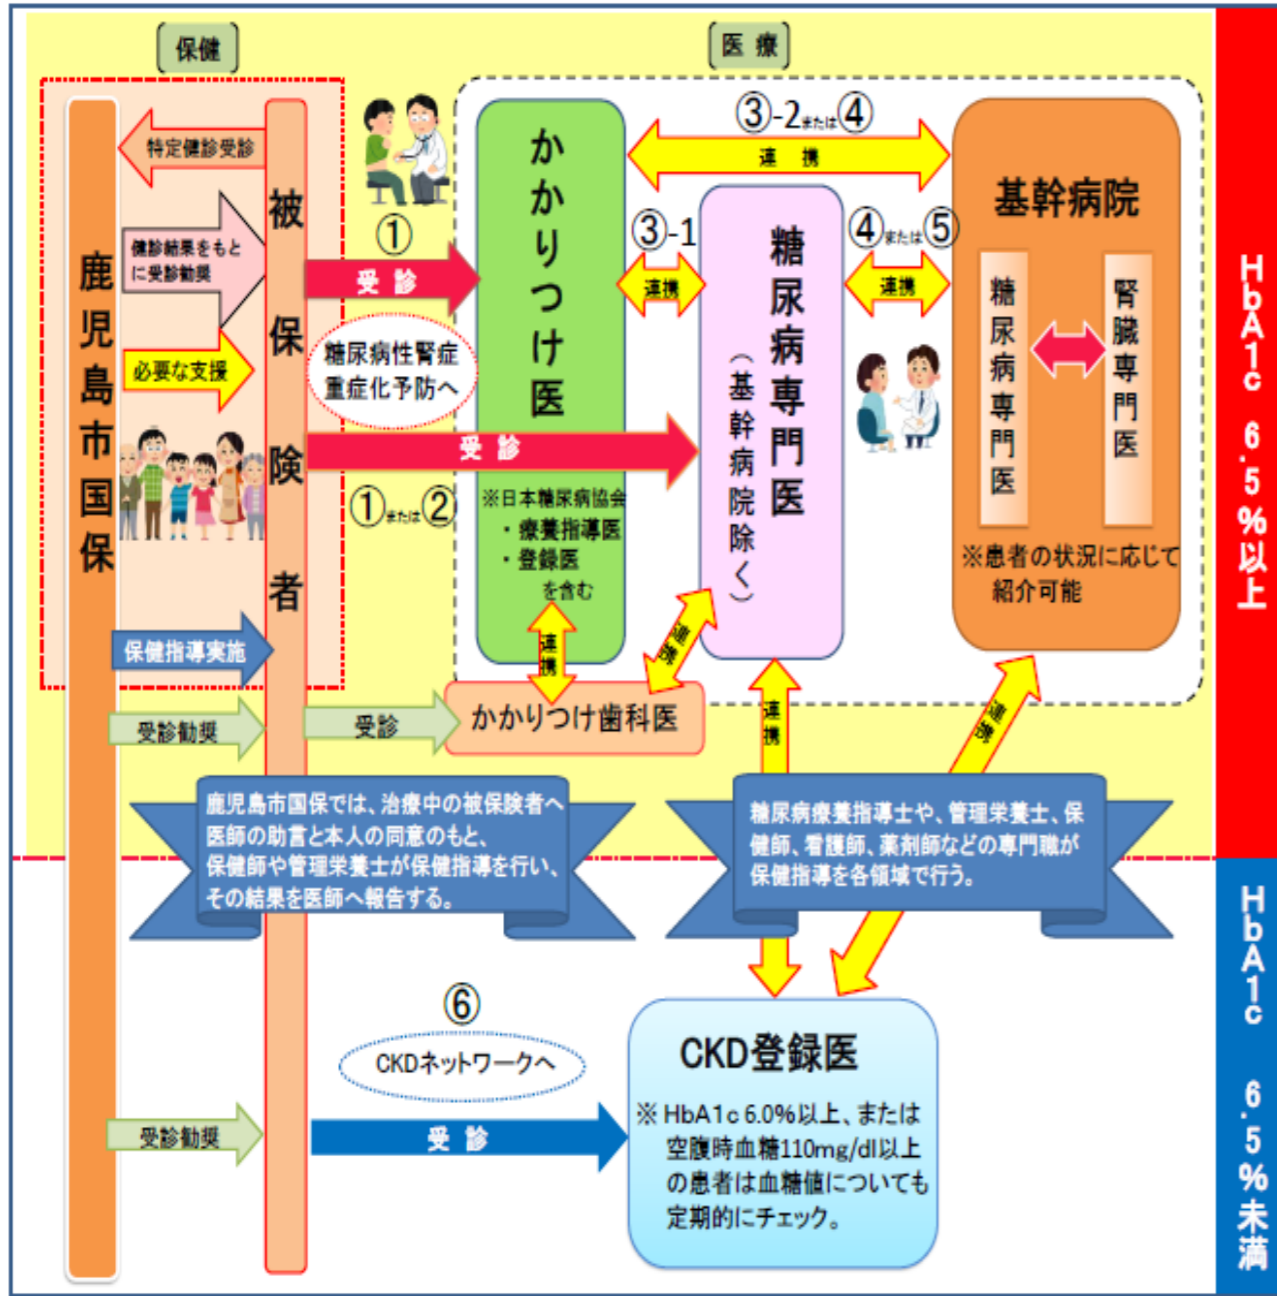 保健
医 療
鹿児島市国保
被保険者
特定健診受診
健診結果をもと
に受診勧奨
必要な支援
保健指導実施
受診勧奨
受診
①
受 診
糖尿病性腎症
重症化予防へ
受 診
①または②
かかりつけ医
※日本糖尿病協会
・療養指導医
・登録医
を含む
③-2または④
連 携
③-1
連携
糖尿病専門医
（基幹病院除く）
④または⑤
連携
基幹病院
糖尿病専門医
腎臓専門医
※患者の状況に応じて
紹介可能
連携
連携
かかりつけ歯科医
連携
連携
鹿児島市国保では、治療中の被保険者へ
医師の助言と本人の同意のもと、
保健師や管理栄養士が保健指導を行い、
その結果を医師へ報告する。
糖尿病療養指導士や、管理栄養士、保
健師、看護師、薬剤師などの専門職が
保健指導を各領域で行う。
⑥
CKDネットワークへ
受診勧奨
受 診
CKD登録医
※ HbA1c 6.0%以上、または
空腹時血糖110mg/dl以上
の患者は血糖値についても
定期的にチェック。
HbA1c 6.5%以上
HbA1c 6.5%未満